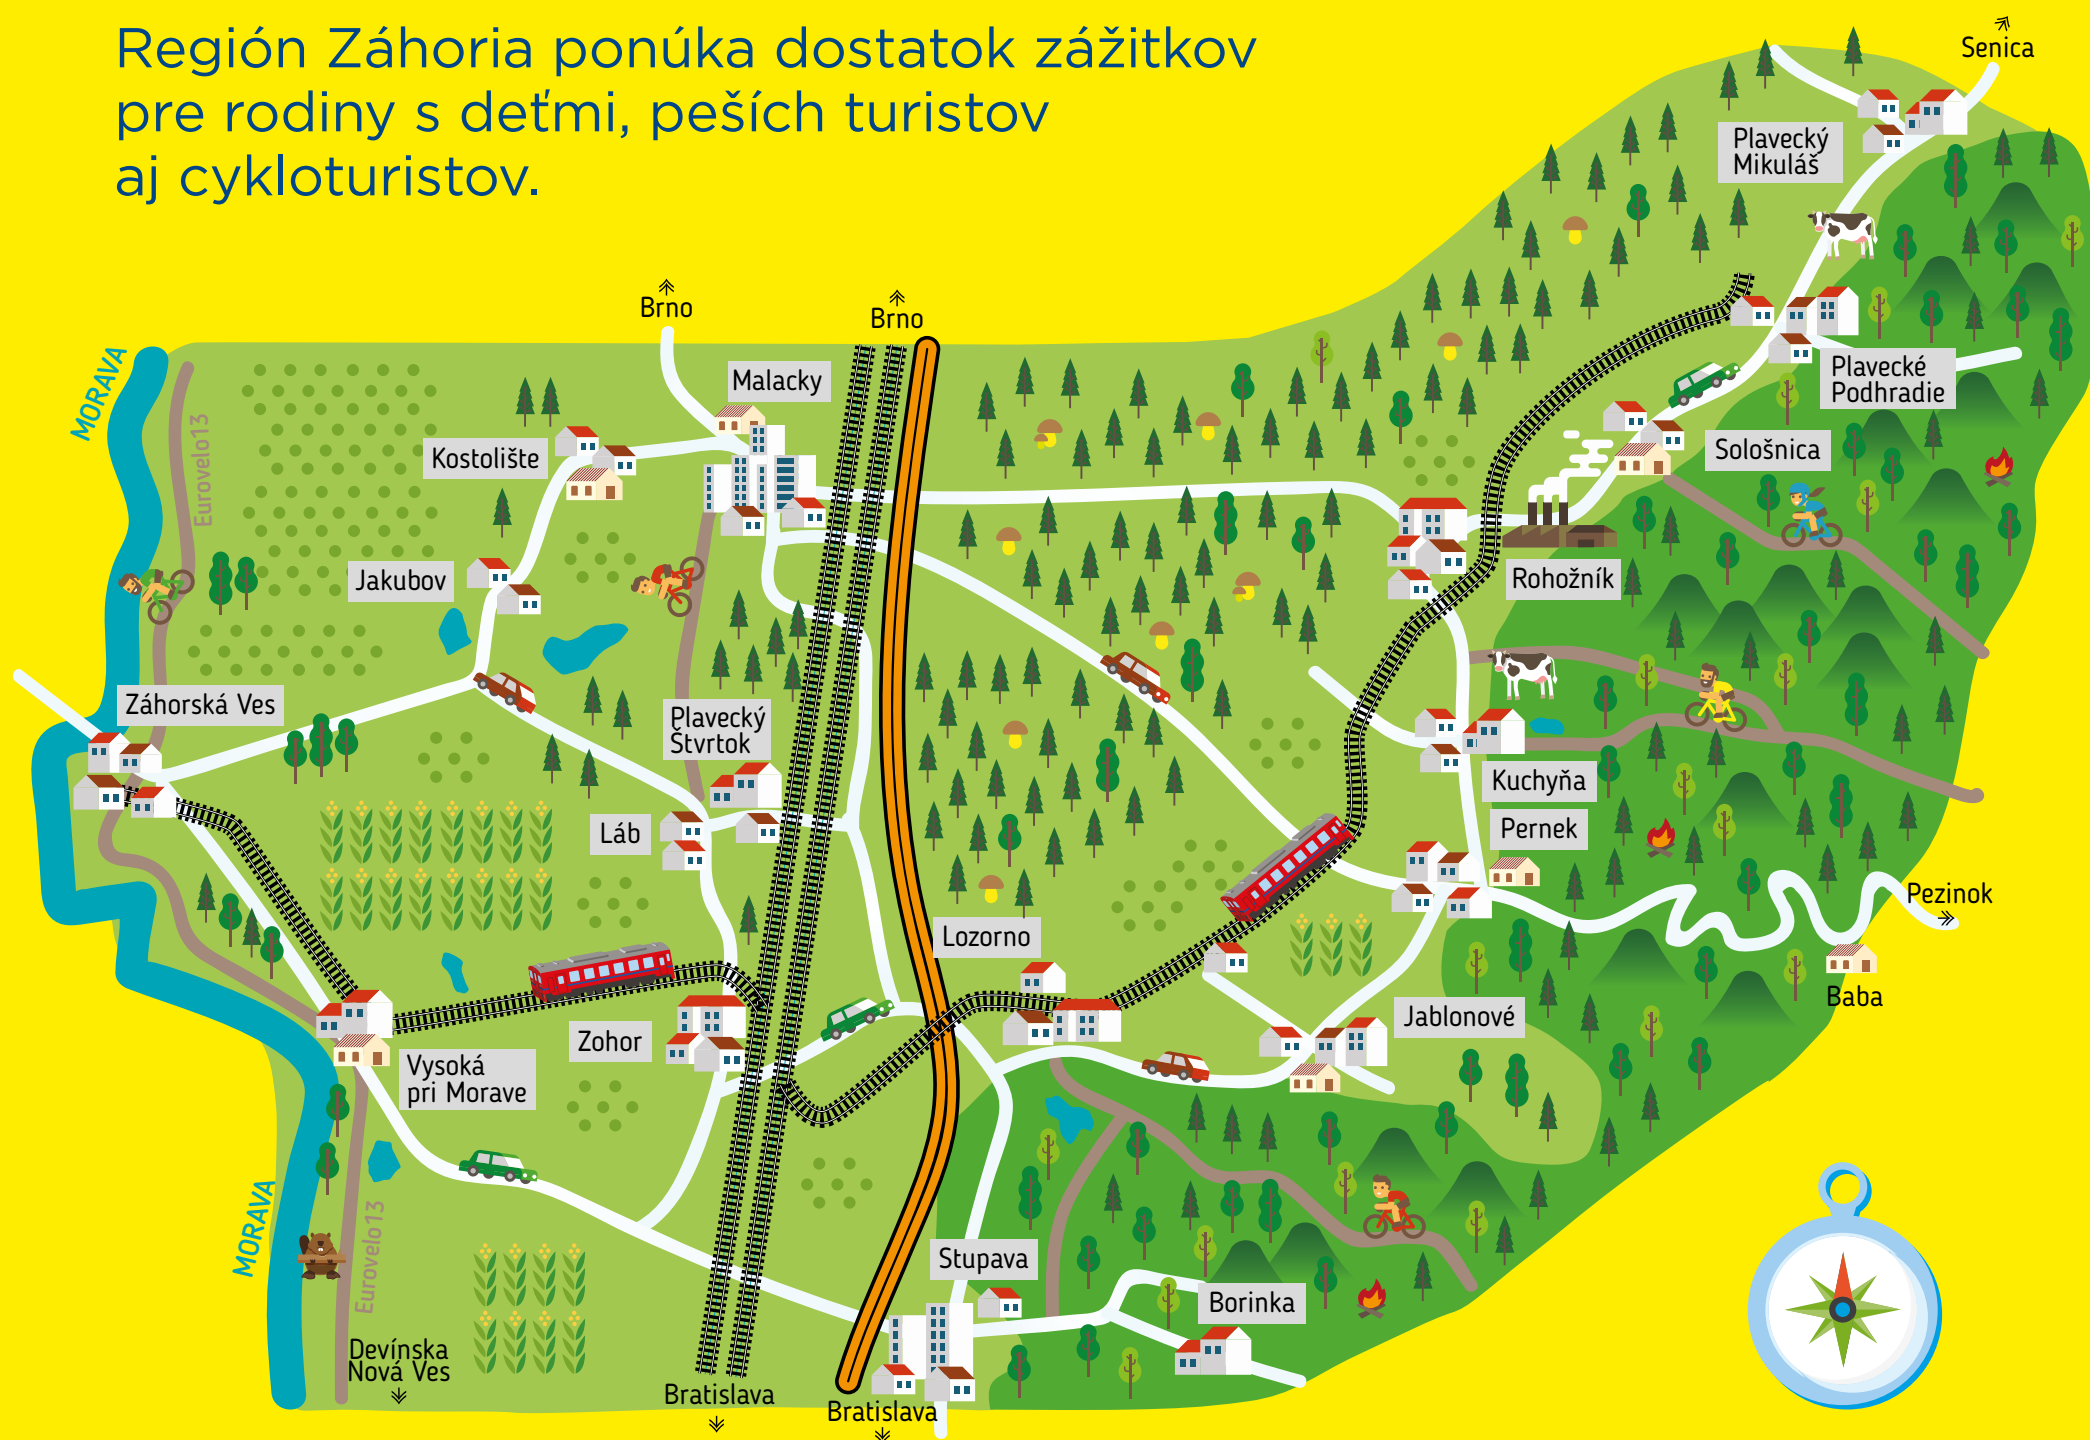 Región Záhoria ponúka dostatok zážitkov
pre rodiny s deťmi, peších turistov
aj cykloturistov.
Senica
Plavecký
Mikuláš
Brno
Brno
MORAVA
Malacky
Plavecké
Podhradie
Eurovelo13
Kostolište
Sološnica
Jakubov
Rohožník
Záhorská Ves
Plavecký
Štvrtok
Kuchyňa
Láb
Pernek
Pezinok
Lozorno
Baba
Jablonové
Zohor
Vysoká
pri Morave
MORAVA
Eurovelo13
Stupava
Borinka
Devínska
Nová Ves
Bratislava
Bratislava